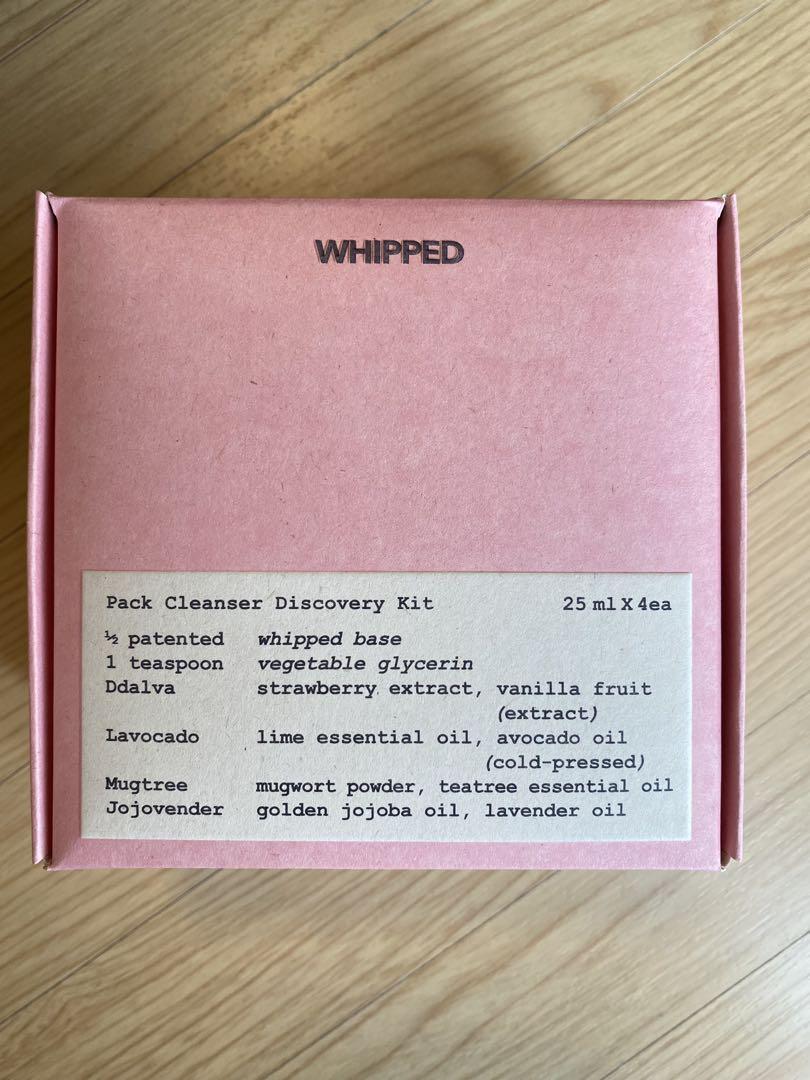 WHIPPED
Pack Cleanser Discovery Kit 25 ml X 4ea
½ patented whipped base
1 teaspoon vegetable glycerin
Ddalva strawberry extract, vanilla fruit
(extract)
Lavocado lime essential oil, avocado oil
(cold-pressed)
Mugtree mugwort powder, teatree essential oil
Jojovender golden jojoba oil, lavender oil